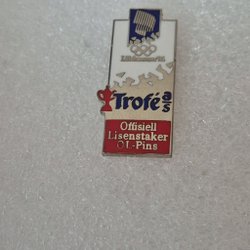 Lillehammer'94
Trofé a/s
Offisiell
Lisenstaker
OL-Pins